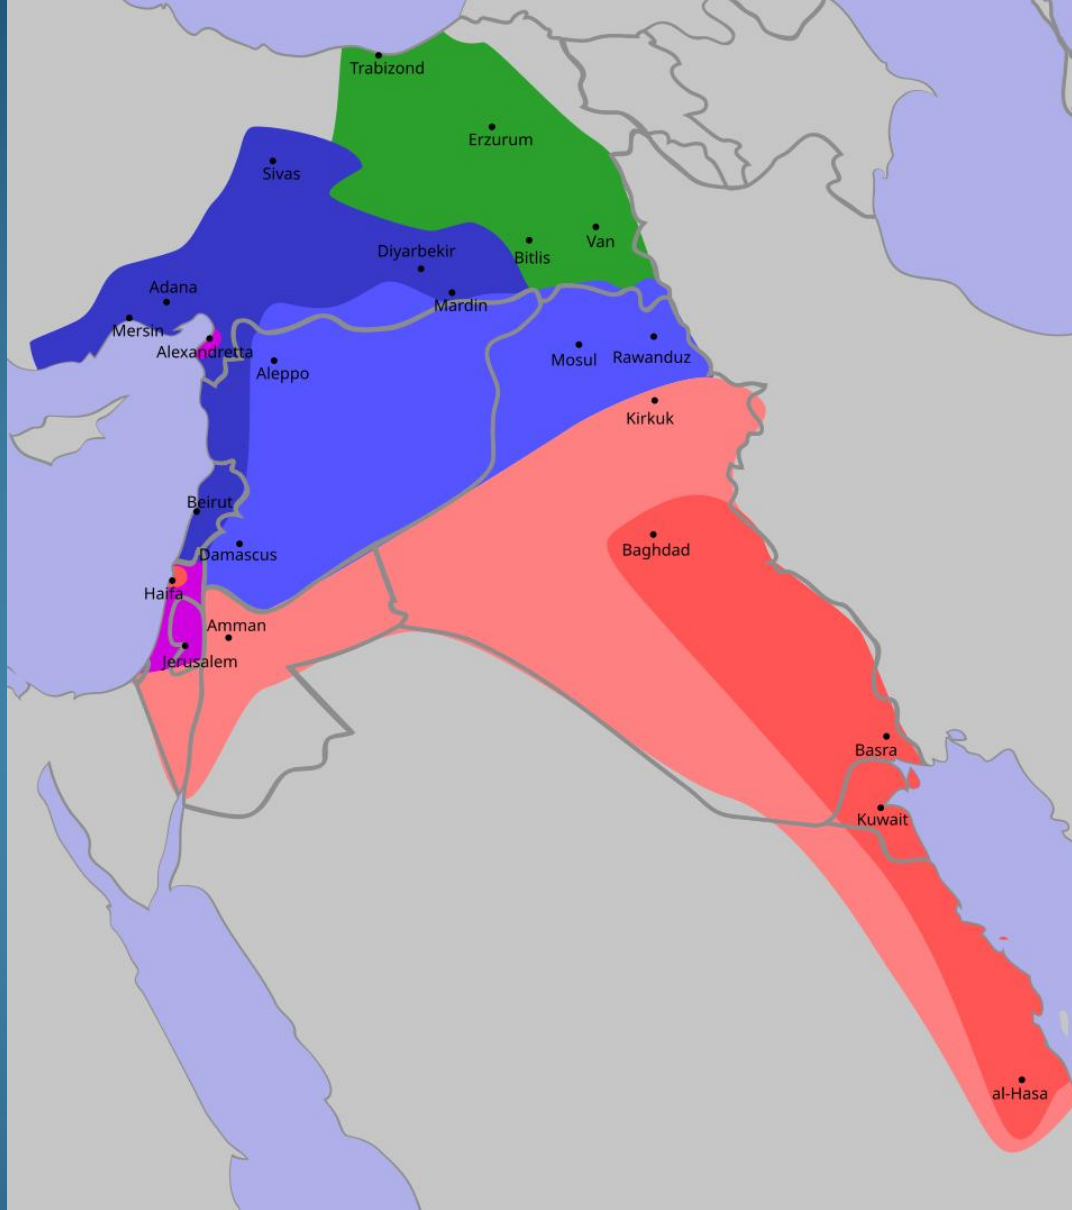 Trabizond
Erzurum
Sivas
Van
Diyarbekir
Bitlis
Adana
Mardin
Mersin
Alexandretta
Mosul
Rawanduz
Aleppo
Kirkuk
Beirut
Baghdad
Damascus
Haifa
Amman
Jerusalem
Basra
Kuwait
al-Hasa